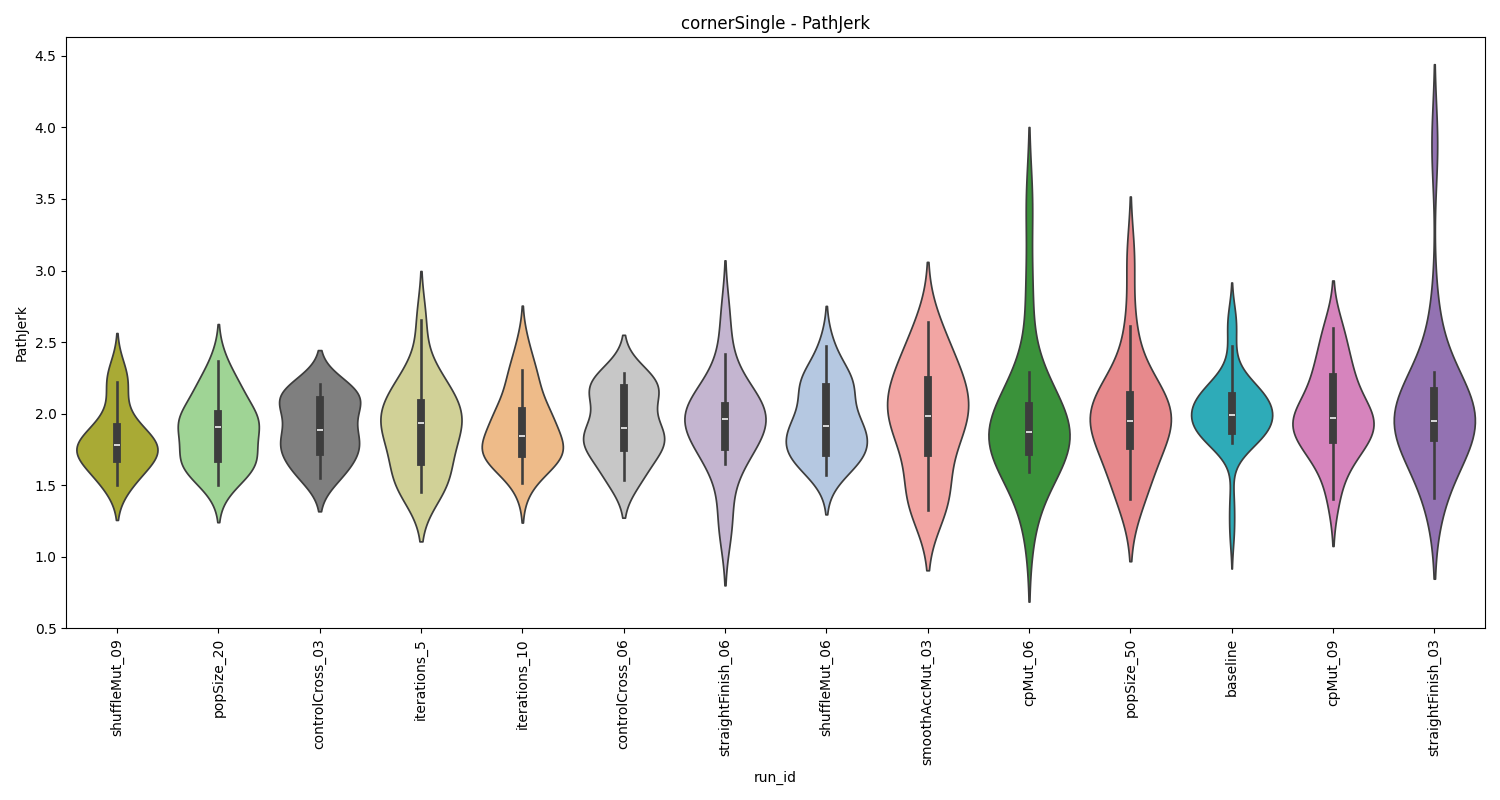 cornerSingle - PathJerk
4.5
4.0
3.5
3.0
2.5
2.0
1.5
1.0
0.5
PathJerk
shuffleMut_09
popSize_20
controlCross_03
iterations_5
iterations_10
controlCross_06
straightFinish_06
shuffleMut_06
smoothAccMut_03
cpMut_06
popSize_50
baseline
cpMut_09
straightFinish_03
run_id